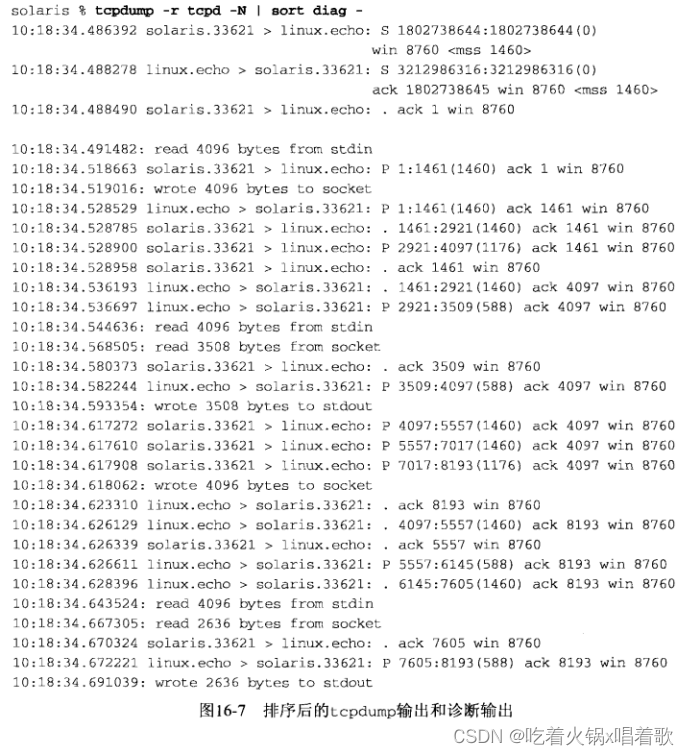 solaris % tcpdump -r tcpd -N | sort diag -
10:18:34.486392 solaris.33621 > linux.echo: S 1802738644:1802738644(0)
win 8760 <mss 1460>
10:18:34.488278 linux.echo > solaris.33621: S 3212986316:3212986316(0)
ack 1802738645 win 8760 <mss 1460>
10:18:34.488490 solaris.33621 > linux.echo: . ack 1 win 8760
10:18:34.491482: read 4096 bytes from stdin
10:18:34.518663 solaris.33621 > linux.echo: P 1:1461(1460) ack 1 win 8760
10:18:34.519016: wrote 4096 bytes to socket
10:18:34.528529 linux.echo > solaris.33621: P 1:1461(1460) ack 1461 win 8760
10:18:34.528785 solaris.33621 > linux.echo: . 1461:2921(1460) ack 1461 win 8760
10:18:34.528900 solaris.33621 > linux.echo: P 2921:4097(1176) ack 1461 win 8760
10:18:34.528958 solaris.33621 > linux.echo: . ack 1461 win 8760
10:18:34.536193 linux.echo > solaris.33621: . 1461:2921(1460) ack 4097 win 8760
10:18:34.536697 linux.echo > solaris.33621: P 2921:3509(588) ack 4097 win 8760
10:18:34.544636: read 4096 bytes from stdin
10:18:34.568505: read 3508 bytes from socket
10:18:34.580373 solaris.33621 > linux.echo: . ack 3509 win 8760
10:18:34.582244 linux.echo > solaris.33621: P 3509:4097(588) ack 4097 win 8760
10:18:34.593354: wrote 3508 bytes to stdout
10:18:34.617272 solaris.33621 > linux.echo: P 4097:5557(1460) ack 4097 win 8760
10:18:34.617610 solaris.33621 > linux.echo: P 5557:7017(1460) ack 4097 win 8760
10:18:34.617908 solaris.33621 > linux.echo: P 7017:8193(1176) ack 4097 win 8760
10:18:34.618062: wrote 4096 bytes to socket
10:18:34.623310 linux.echo > solaris.33621: . ack 8193 win 8760
10:18:34.626129 linux.echo > solaris.33621: . 4097:5557(1460) ack 8193 win 8760
10:18:34.626339 solaris.33621 > linux.echo: . ack 5557 win 8760
10:18:34.626611 linux.echo > solaris.33621: P 5557:6145(588) ack 8193 win 8760
10:18:34.628396 linux.echo > solaris.33621: . 6145:7605(1460) ack 8193 win 8760
10:18:34.643524: read 4096 bytes from stdin
10:18:34.667305: read 2636 bytes from socket
10:18:34.670324 solaris.33621 > linux.echo: . ack 7605 win 8760
10:18:34.672221 linux.echo > solaris.33621: P 7605:8193(588) ack 8193 win 8760
10:18:34.691039: wrote 2636 bytes to stdout
图16-7 排序后的tcpdump输出和诊断输出
CSDN @吃着火锅x唱着歌